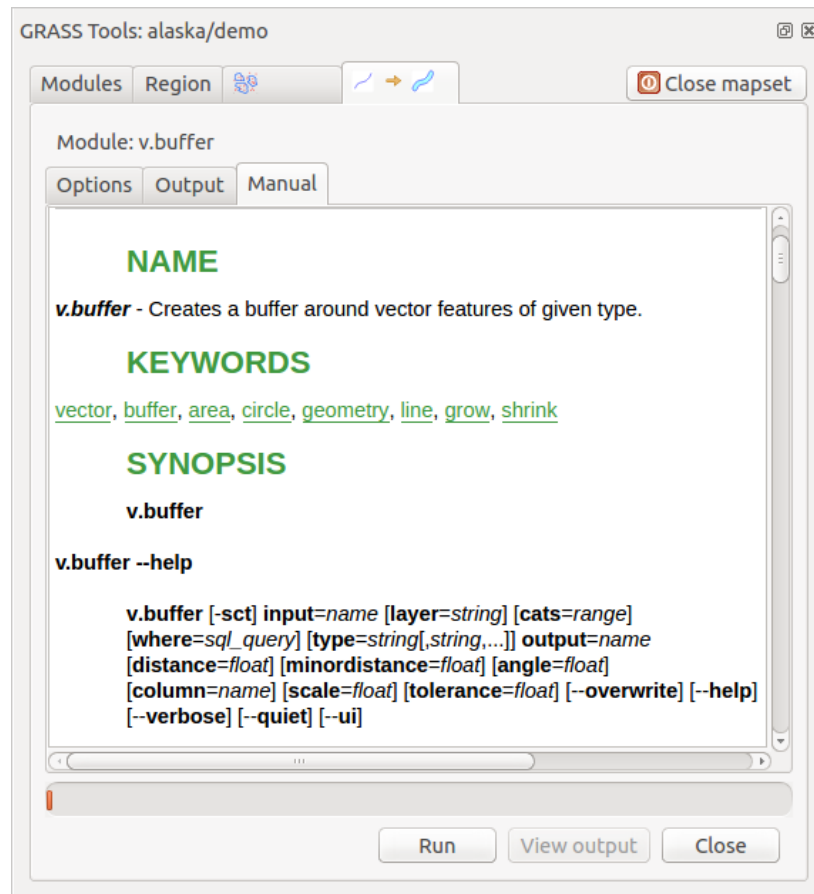 GRASS Tools: alaska/demo
Modules Region Close mapset
Module: v.buffer
Options Output Manual
NAME
v.buffer - Creates a buffer around vector features of given type.
KEYWORDS
vector, buffer, area, circle, geometry, line, grow, shrink
SYNOPSIS
v.buffer
v.buffer --help
v.buffer [-sct] input=name [layer=string] [cats=range]
[where=sql_query] [type=string[,string,...]] output=name
[distance=float] [minordistance=float] [angle=float]
[column=name] [scale=float] [tolerance=float] [--overwrite] [--help]
[--verbose] [--quiet] [--ui]
Run View output Close